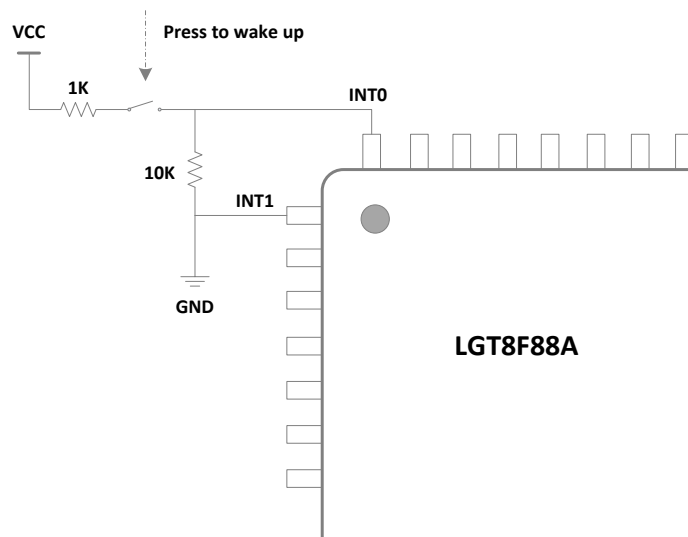 VCC
Press to wake up
1K
INT0
10K
INT1
GND
LGT8F88A